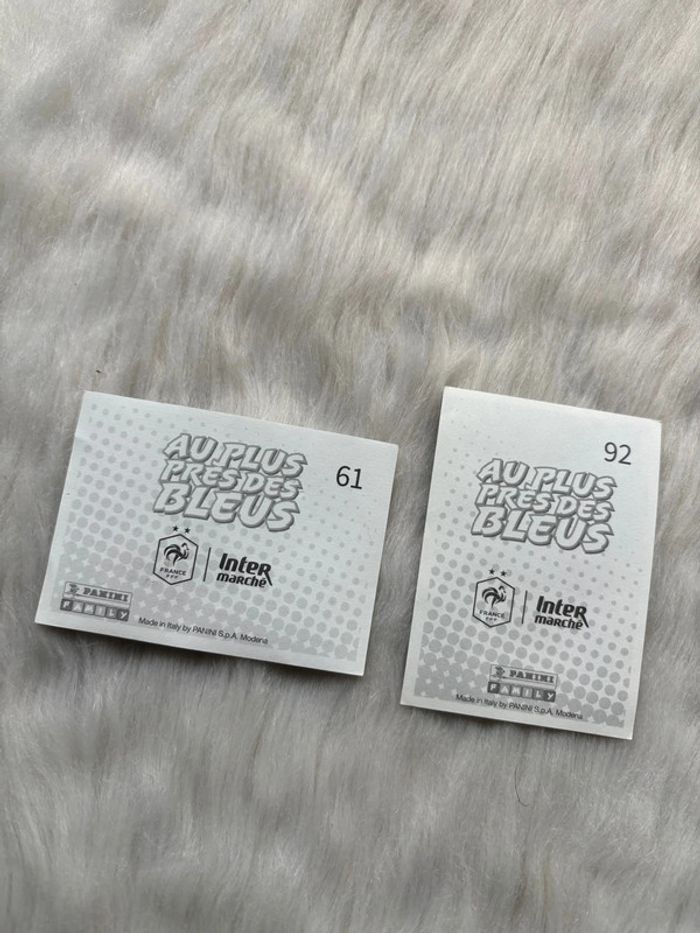 AU PLUS
PRÈS DES
BLEUS
61
FRANCE
FFF
Inter
marché
PANINI
FAMILY
Made in Italy by PANINI S.p.A. Modena
92
AU PLUS
PRÈS DES
BLEUS
FRANCE
FFF
Inter
marché
PANINI
FAMILY
Made in Italy by PANINI S.p.A. Modena